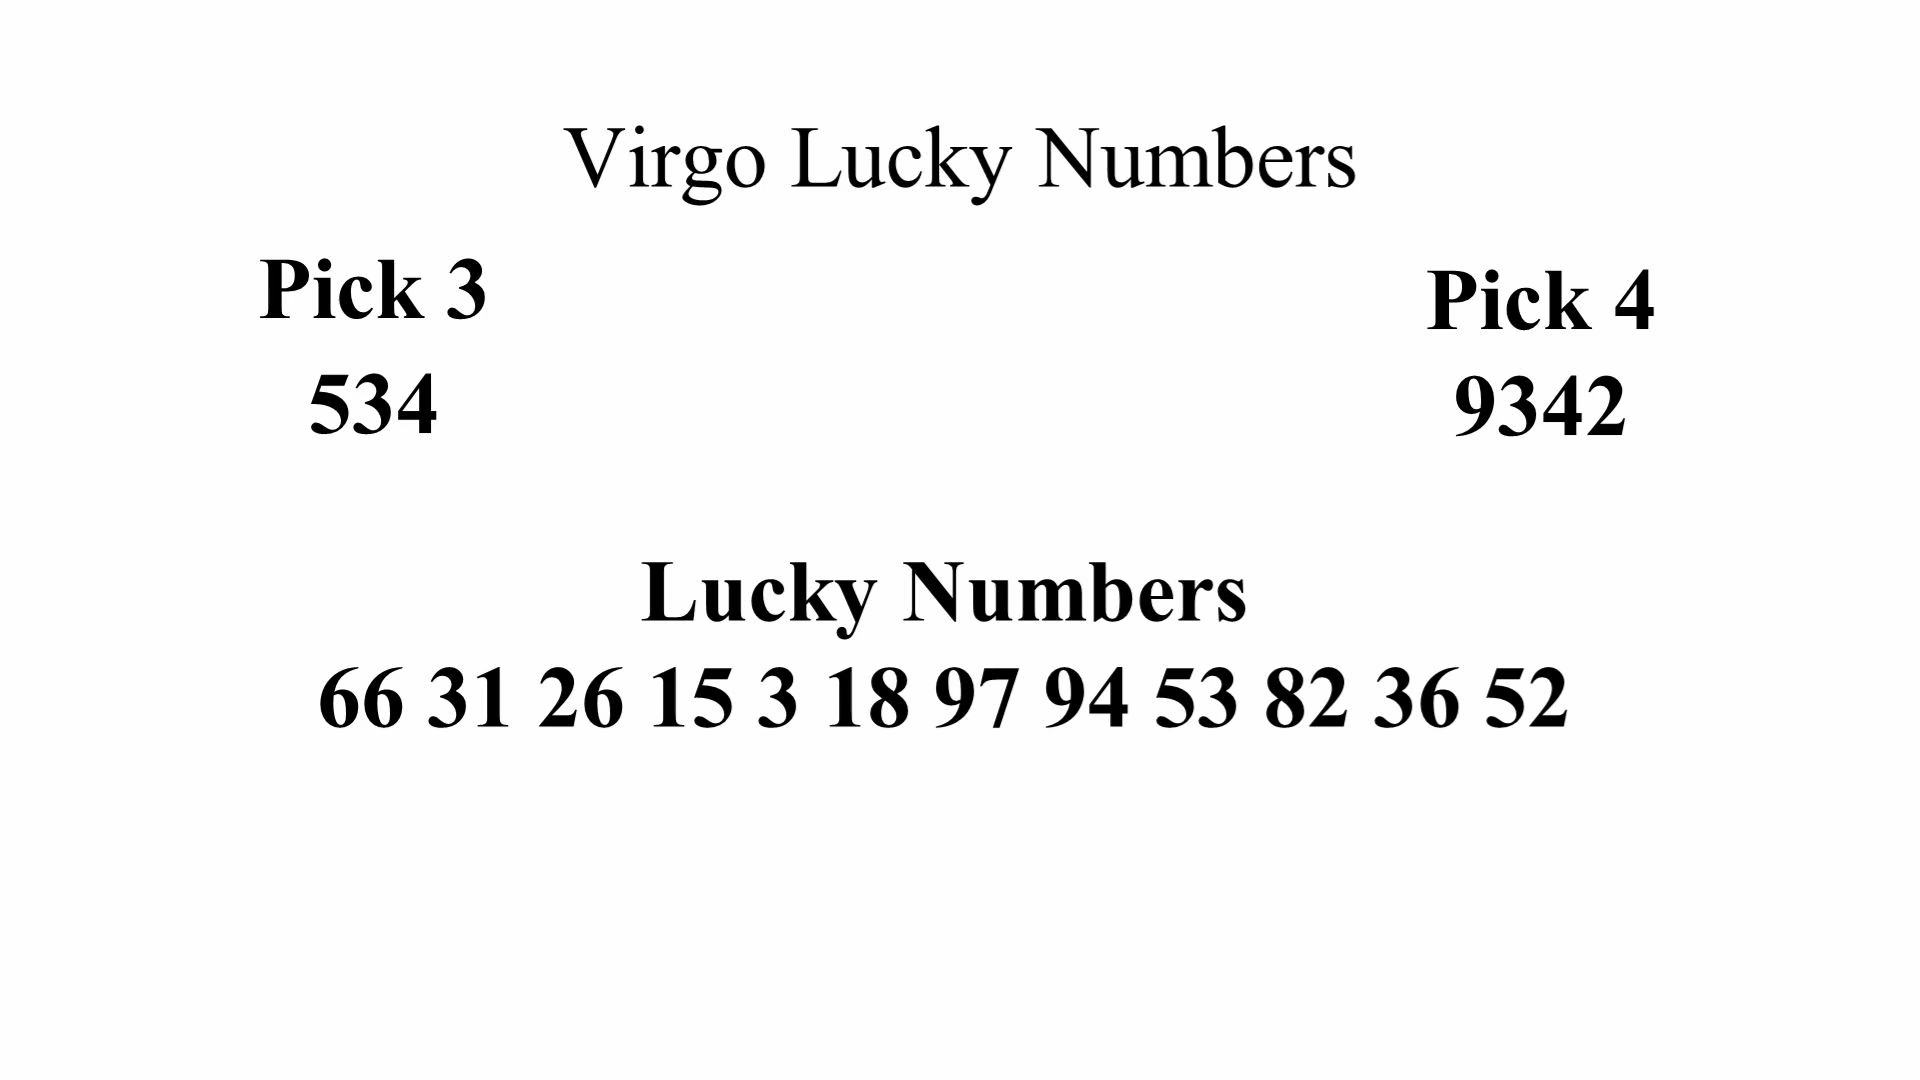 Virgo Lucky Numbers
Pick 3
534
Pick 4
9342
Lucky Numbers
66 31 26 15 3 18 97 94 53 82 36 52